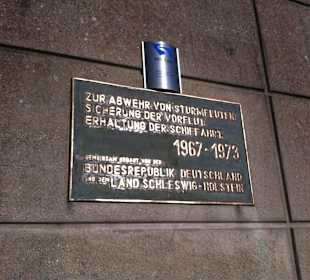 ZUR ABWEHR VON STURMFLUTEN
SICHERUNG DER VORFLUT
ERHALTUNG DER SCHIFFAHRT
1967-1973
GEMEINSAM ERBAUT VON DER
BUNDESREPUBLIK DEUTSCHLAND
UND DEM LAND SCHLESWIG-HOLSTEIN